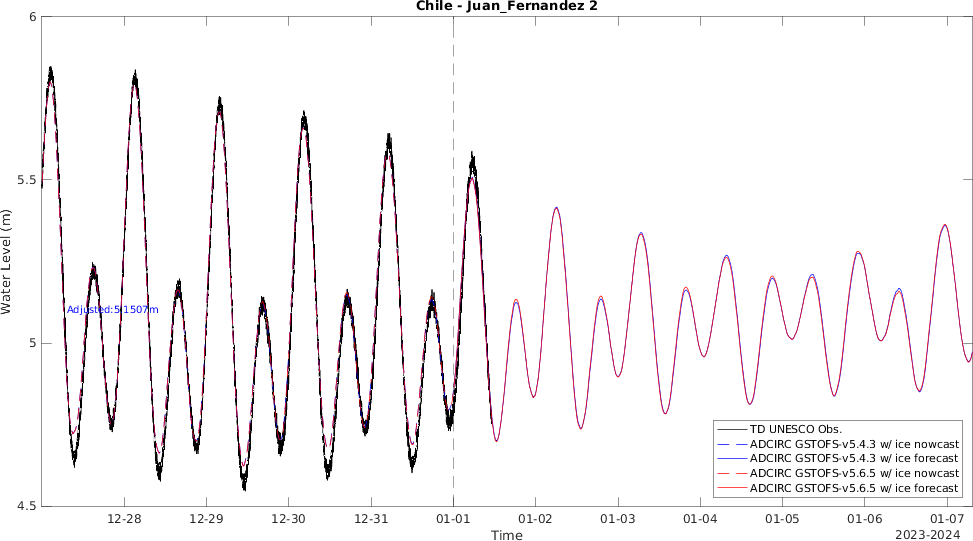 Chile - Juan_Fernandez 2
6
5.5
5
4.5
Water Level (m)
Adjusted:5.1507m
TD UNESCO Obs.
ADCIRC GSTOFS-v5.4.3 w/ ice nowcast
ADCIRC GSTOFS-v5.4.3 w/ ice forecast
ADCIRC GSTOFS-v5.6.5 w/ ice nowcast
ADCIRC GSTOFS-v5.6.5 w/ ice forecast
12-28 12-29 12-30 12-31 01-01 01-02 01-03 01-04 01-05 01-06 01-07
Time
2023-2024